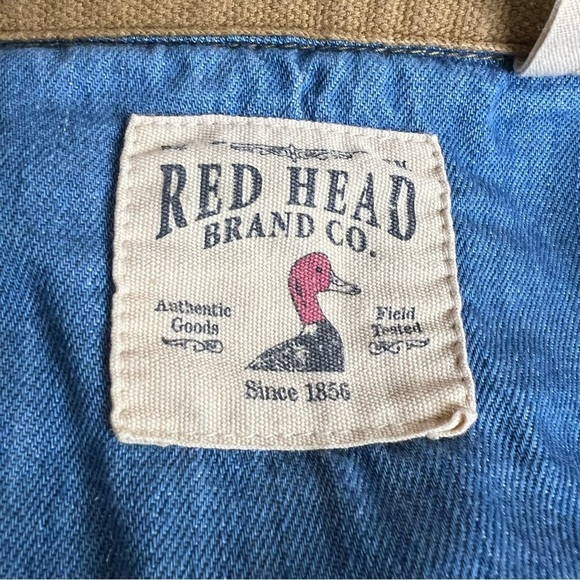 RED HEAD
BRAND CO.
Authentic
Goods
Field
Tested
Since 1856